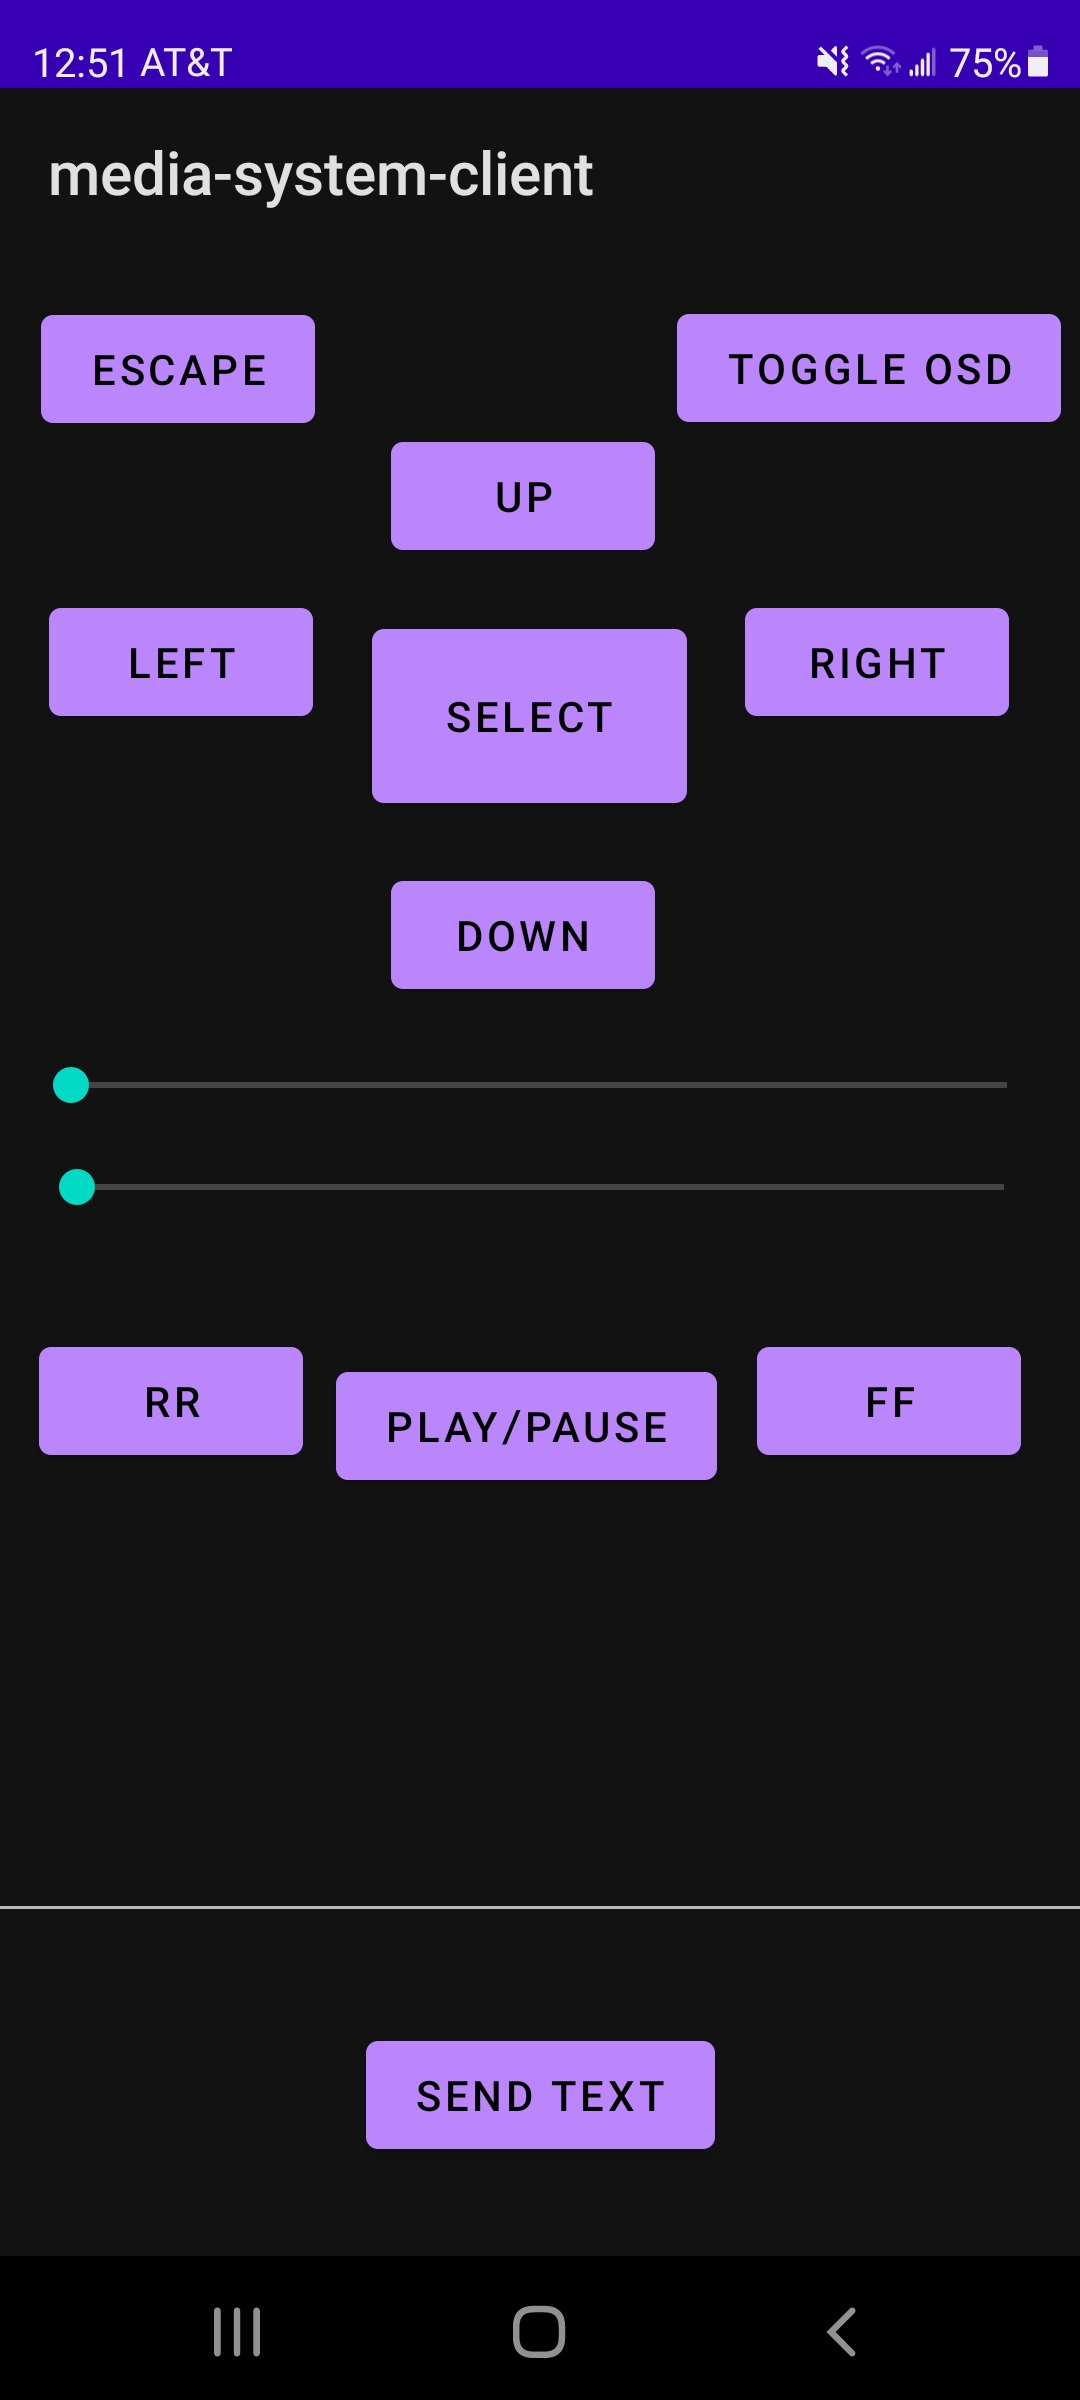 12:51 AT&T 75%
media-system-client
ESCAPE
TOGGLE OSD
UP
LEFT
SELECT
RIGHT
DOWN
RR
PLAY/PAUSE
FF
SEND TEXT